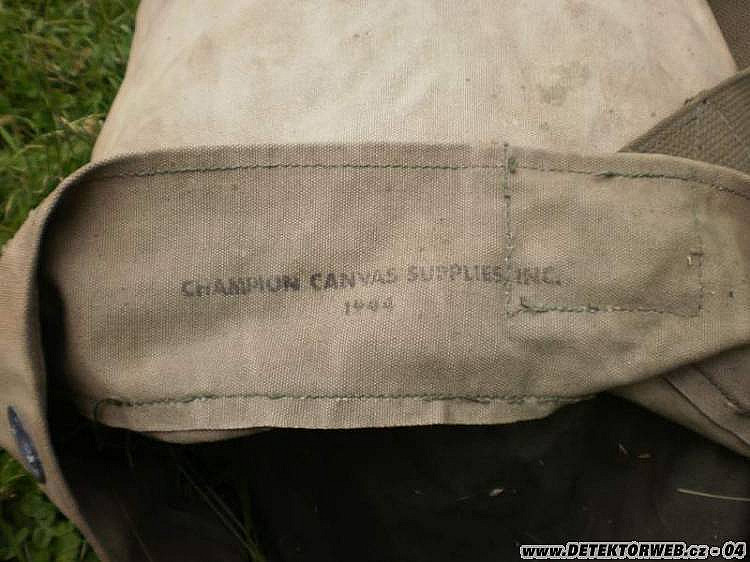 CHAMPION CANVAS SUPPLIES, INC.
1944
www.DETEKTORWEB.cz - 04